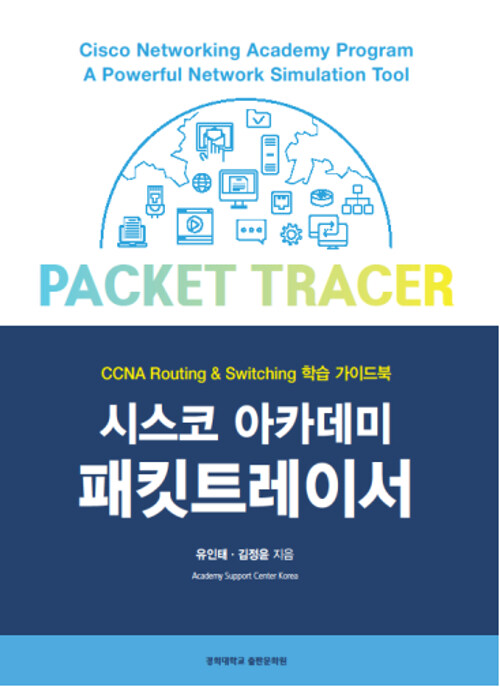 Cisco Networking Academy Program
A Powerful Network Simulation Tool
PACKET TRACER
CCNA Routing & Switching 학습 가이드북
시스코 아카데미
패킷트레이서
유인태 · 김정윤 지음
Academy Support Center Korea
경희대학교 출판문화원